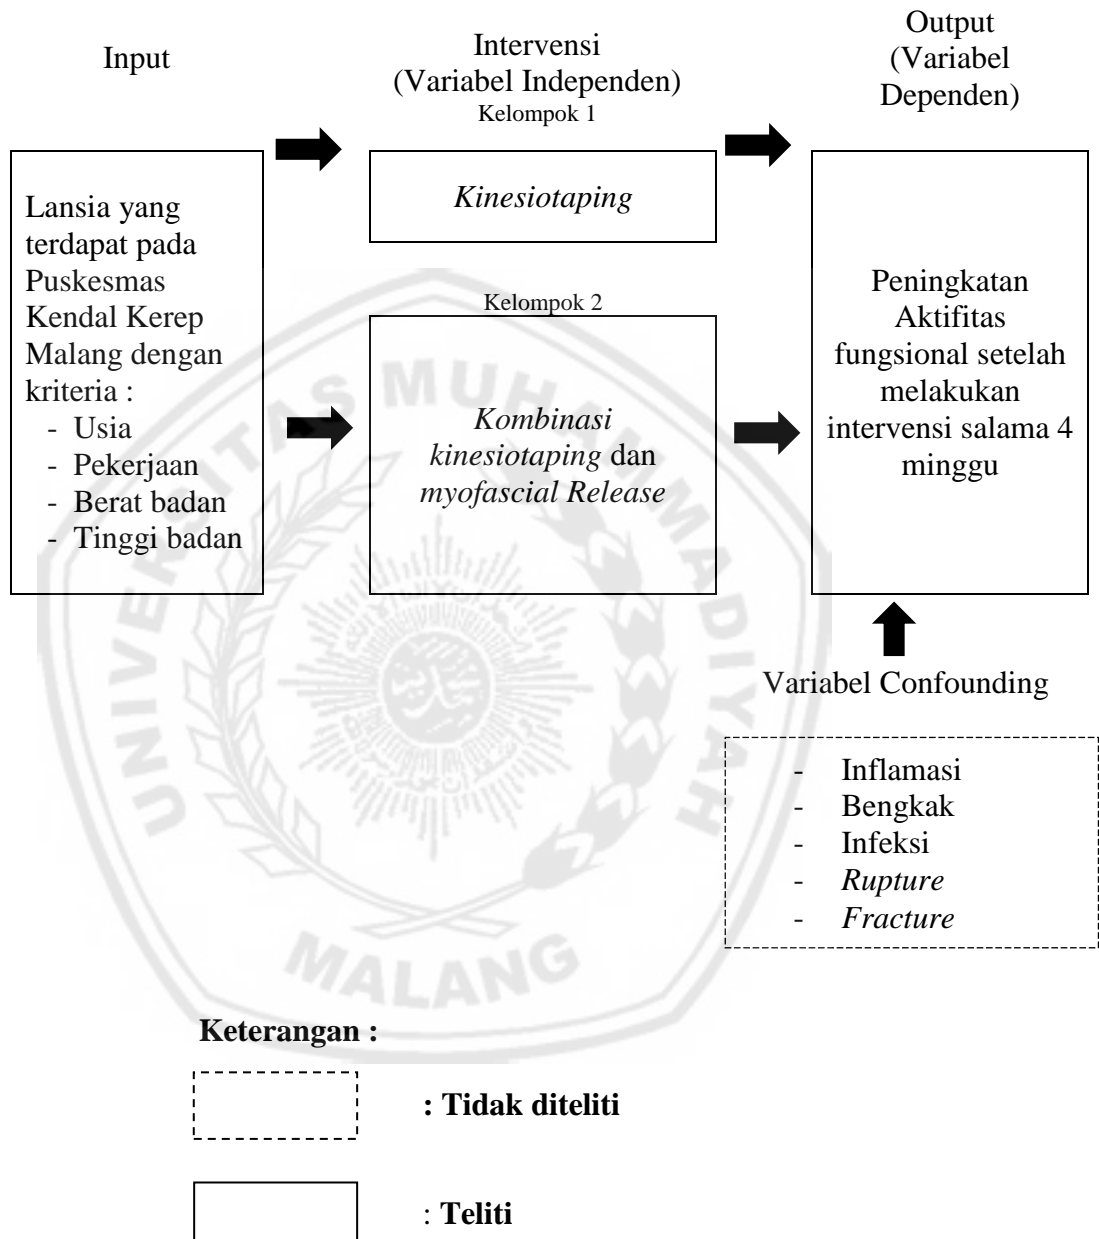 Input
Intervensi
(Variabel Independen)
Kelompok 1
Output
(Variabel
Dependen)
Lansia yang
terdapat pada
Puskesmas
Kendal Kerep
Malang dengan
kriteria :
- Usia
- Pekerjaan
- Berat badan
- Tinggi badan
Kinesiotaping
Kelompok 2
Kombinasi
kinesiotaping dan
myofascial Release
Peningkatan
Aktifitas
fungsional setelah
melakukan
intervensi salama 4
minggu
Variabel Confounding
- Inflamasi
- Bengkak
- Infeksi
- Rupture
- Fracture
UNIVERSITAS MUHAMMADIYAH
MALANG
Keterangan :
: Tidak diteliti
: Teliti